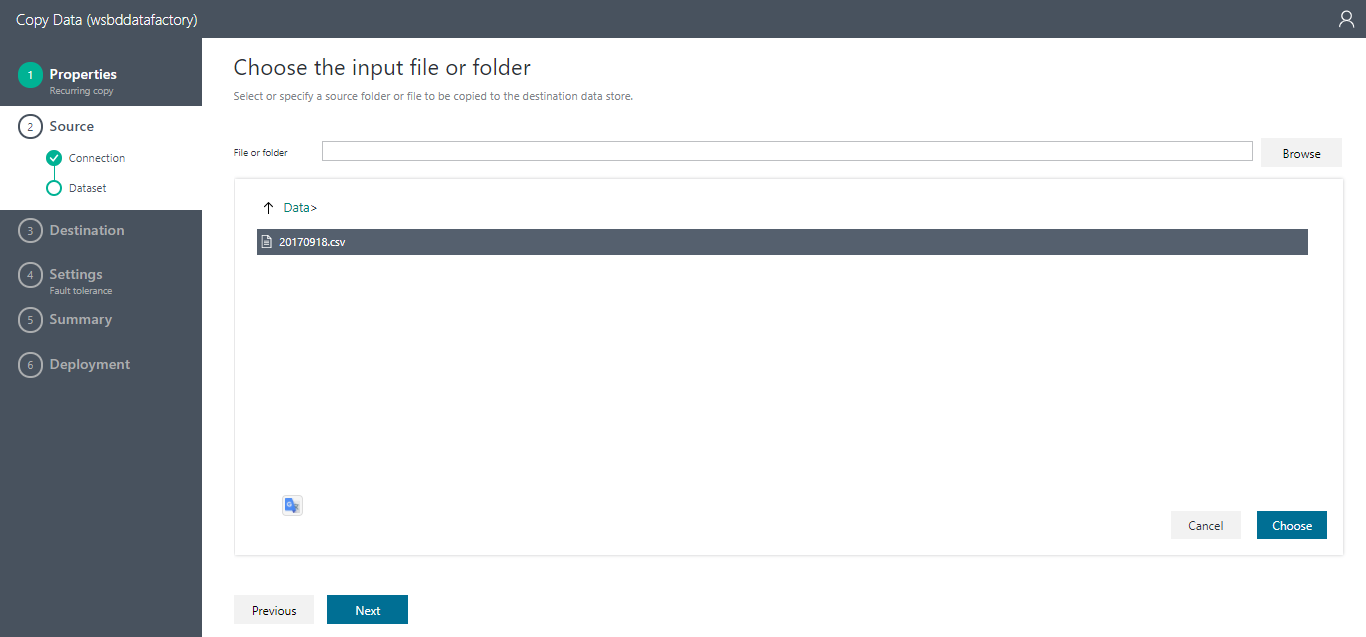 Copy Data (wsbddatafactory)
1 Properties
Recurring copy
2 Source
Connection
Dataset
3 Destination
4 Settings
Fault tolerance
5 Summary
6 Deployment
Choose the input file or folder
Select or specify a source folder or file to be copied to the destination data store.
File or folder
Browse
Data>
20170918.csv
G
Cancel
Choose
Previous
Next